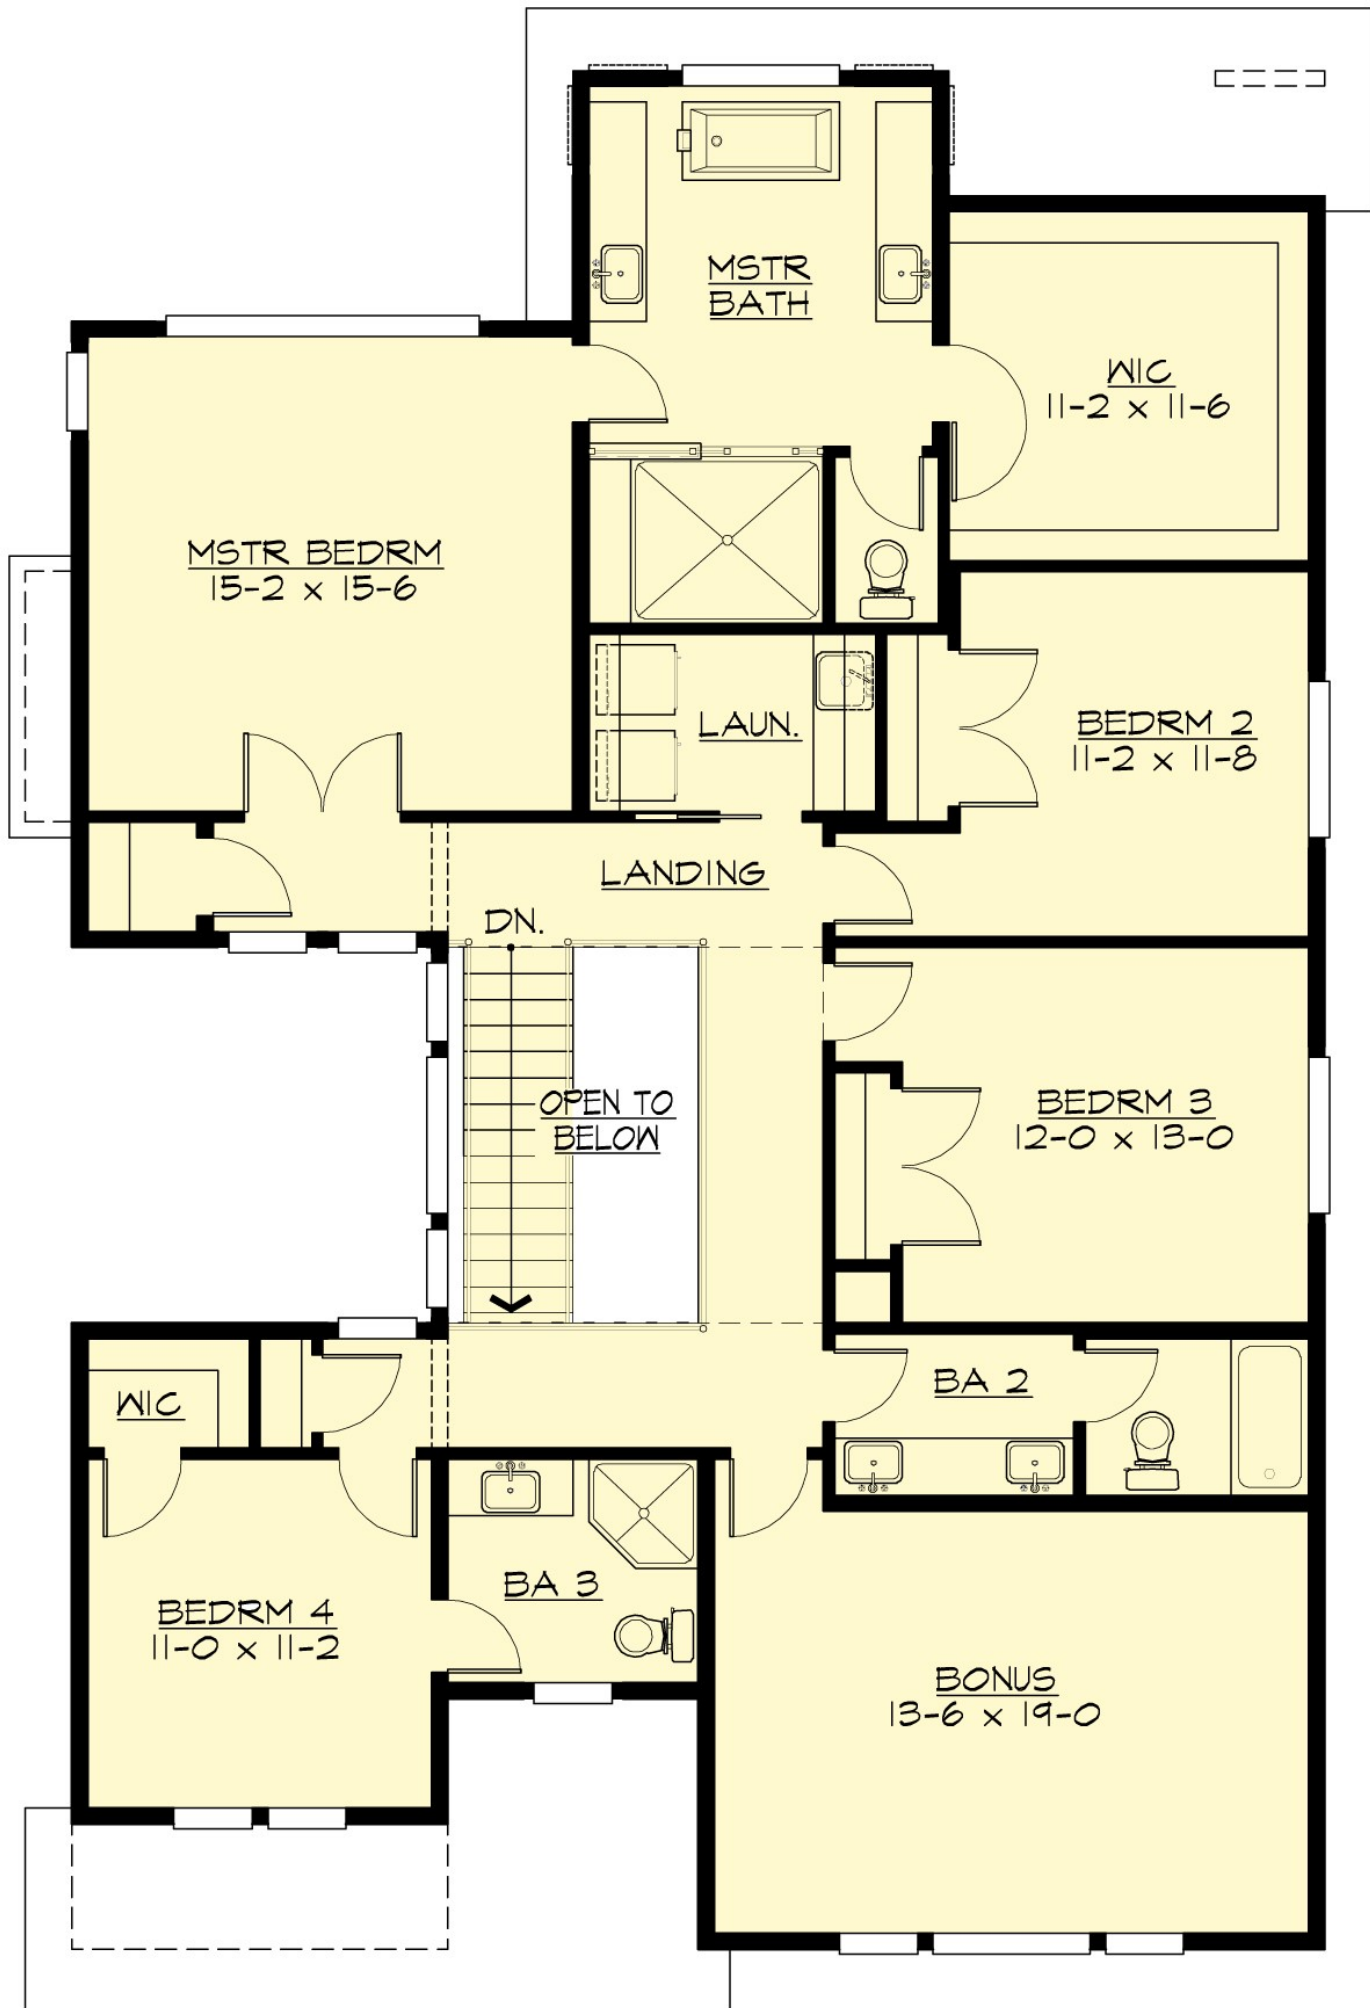 MSTR
BATH
WIC
11-2 x 11-6
MSTR BEDRM
15-2 x 15-6
LAUN.
BEDRM 2
11-2 x 11-8
LANDING
DN.
OPEN TO
BELOW
BEDRM 3
12-0 x 13-0
WIC
BA 2
BA 3
BEDRM 4
11-0 x 11-2
BONUS
13-6 x 19-0